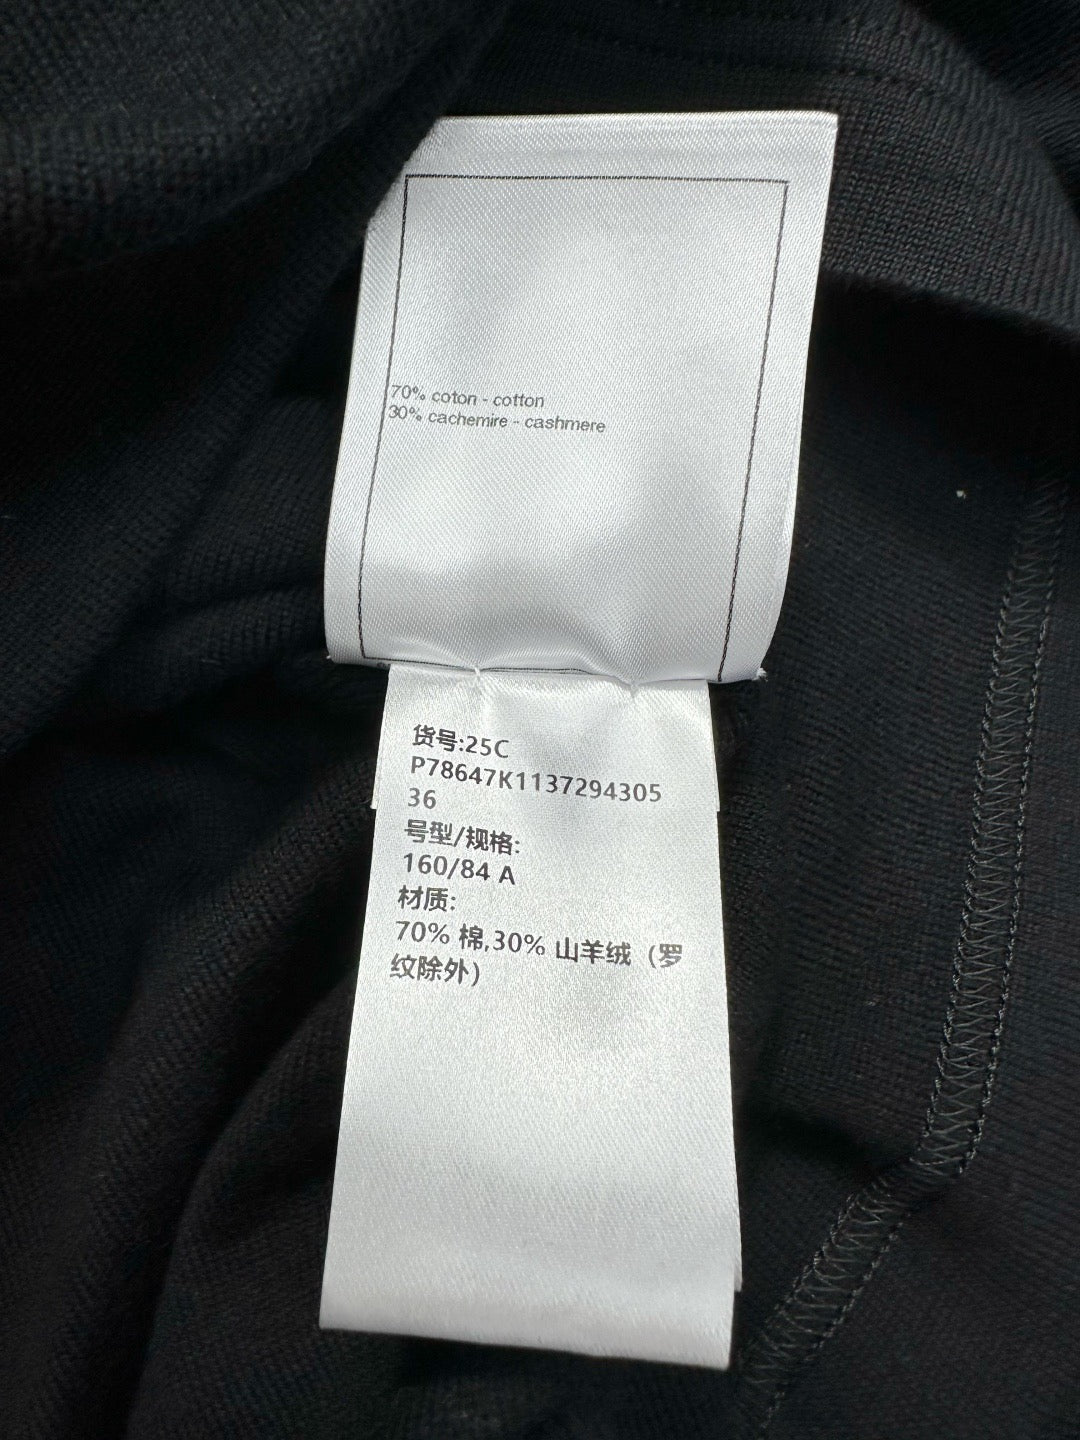 70% coton - cotton
30% cachemire - cashmere
货号:25C
P78647K1137294305
36
号型/规格:
160/84 A
材质:
70% 棉,30% 山羊绒（罗
纹除外）